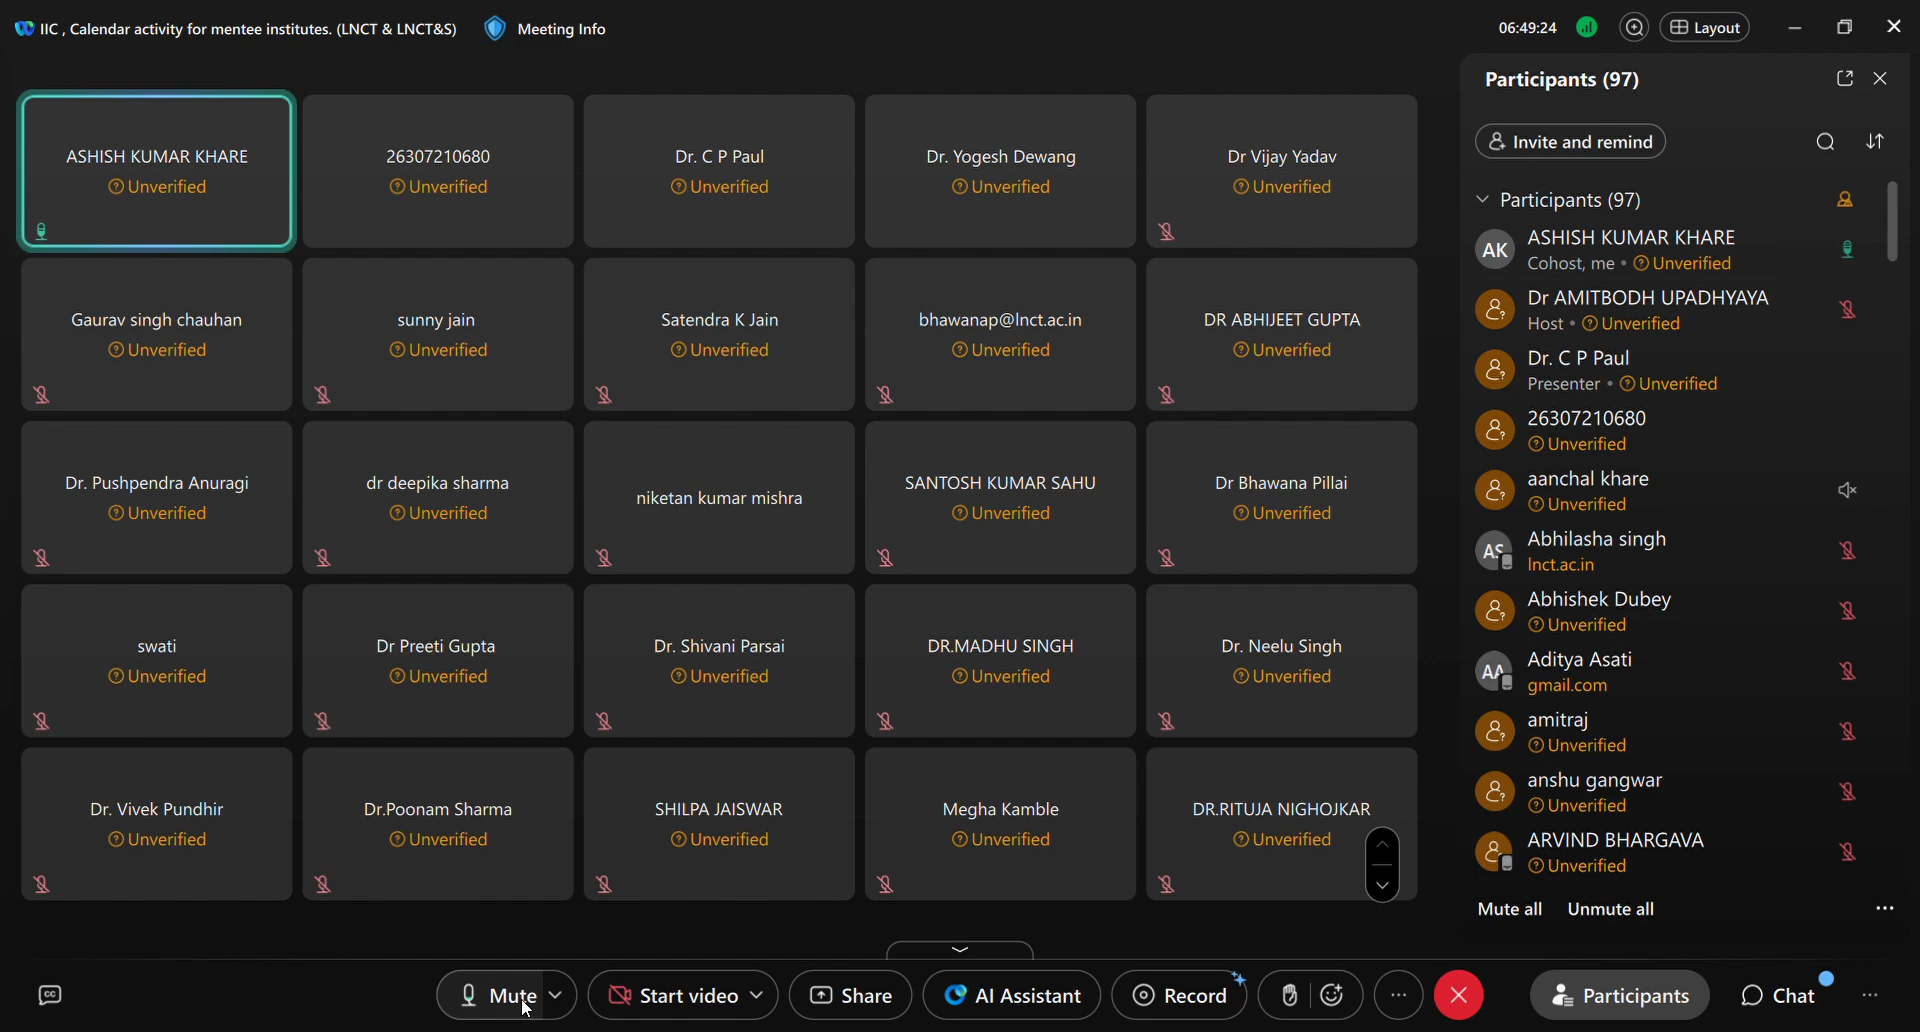 IIC , Calendar activity for mentee institutes. (LNCT & LNCT&S)
Meeting Info
06:49:24
Layout
ASHISH KUMAR KHARE
Unverified
26307210680
Unverified
Dr. C P Paul
Unverified
Dr. Yogesh Dewang
Unverified
Dr Vijay Yadav
Unverified
Gaurav singh chauhan
Unverified
sunny jain
Unverified
Satendra K Jain
Unverified
bhawanap@lnct.ac.in
Unverified
DR ABHIJEET GUPTA
Unverified
Dr. Pushpendra Anuragi
Unverified
dr deepika sharma
Unverified
niketan kumar mishra
SANTOSH KUMAR SAHU
Unverified
Dr Bhawana Pillai
Unverified
swati
Unverified
Dr Preeti Gupta
Unverified
Dr. Shivani Parsai
Unverified
DR.MADHU SINGH
Unverified
Dr. Neelu Singh
Unverified
Dr. Vivek Pundhir
Unverified
Dr.Poonam Sharma
Unverified
SHILPA JAISWAR
Unverified
Megha Kamble
Unverified
DR.RITUJA NIGHOJKAR
Unverified
Participants (97)
Invite and remind
Participants (97)
AK
ASHISH KUMAR KHARE
Cohost, me • Unverified
Dr AMITBODH UPADHYAYA
Host • Unverified
Dr. C P Paul
Presenter • Unverified
26307210680
Unverified
aanchal khare
Unverified
AS
Abhilasha singh
lnct.ac.in
Abhishek Dubey
Unverified
AA
Aditya Asati
gmail.com
amitraj
Unverified
anshu gangwar
Unverified
ARVIND BHARGAVA
Unverified
Mute all
Unmute all
CC
Mute
Start video
Share
AI Assistant
Record
Participants
Chat